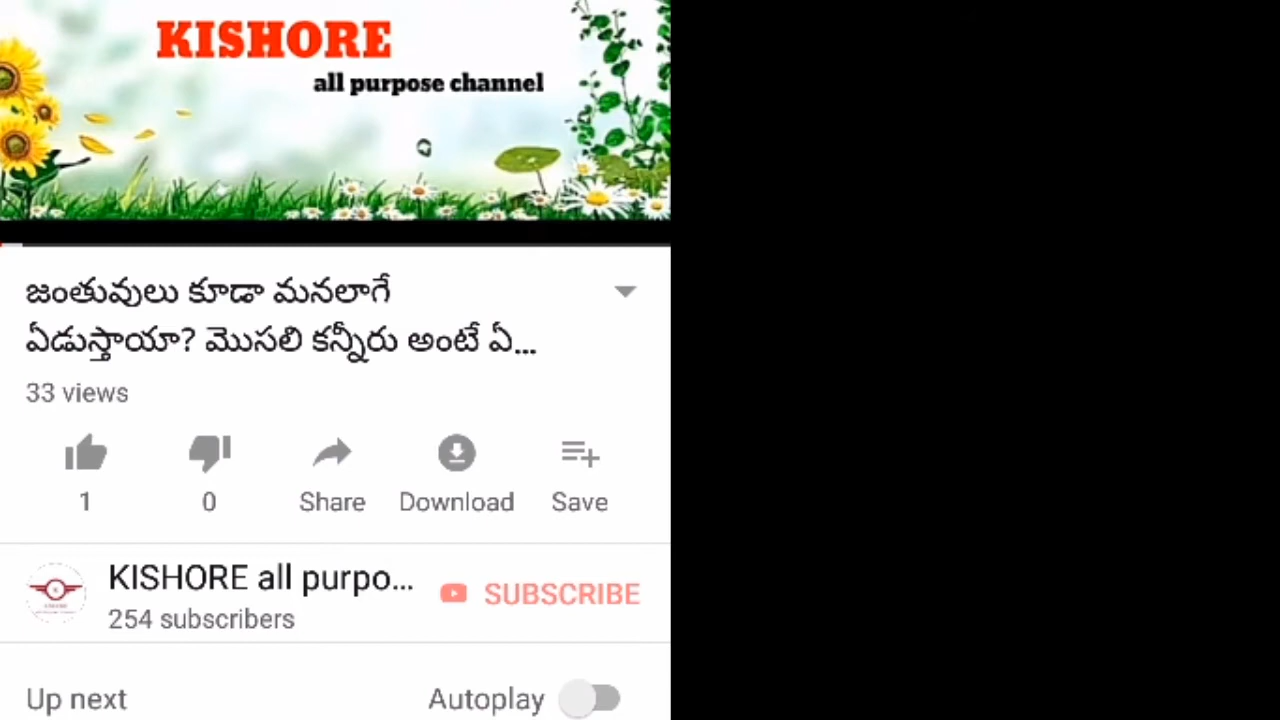 KISHORE
all purpose channel
జంతువులు కూడా మనలాగే
ఏడుస్తాయా? మొసలి కన్నీరు అంటే ఏ...
33 views
1
0
Share
Download
Save
KISHORE all purpo...
SUBSCRIBE
254 subscribers
Up next
Autoplay